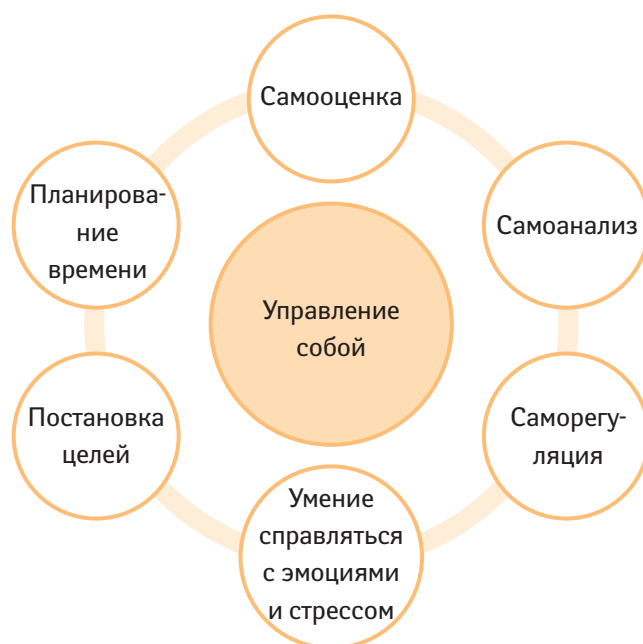 Самооценка
Планирова-
ние
времени
Самоанализ
Управление
собой
Постановка
целей
Саморегу-
ляция
Умение
справляться
с эмоциями
и стрессом